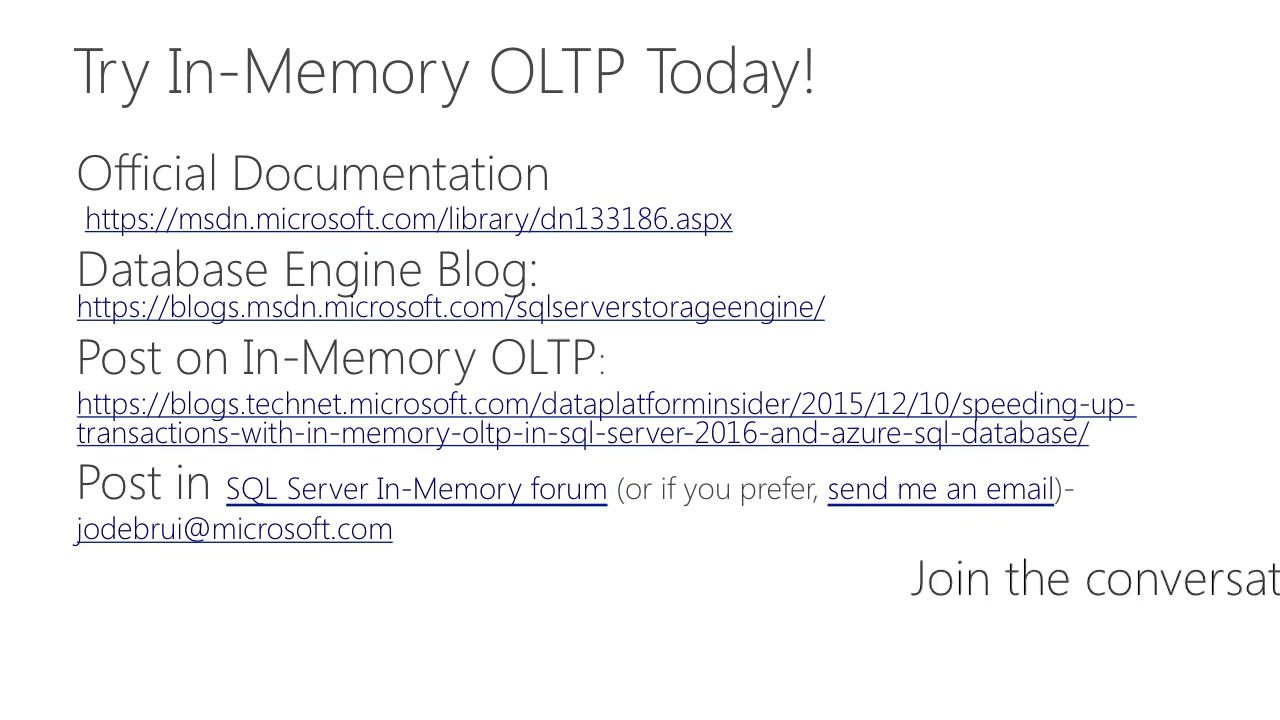 Try In-Memory OLTP Today!
Official Documentation
https://msdn.microsoft.com/library/dn133186.aspx
Database Engine Blog:
https://blogs.msdn.microsoft.com/sqlserverstorageengine/
Post on In-Memory OLTP:
https://blogs.technet.microsoft.com/dataplatforminsider/2015/12/10/speeding-up-
transactions-with-in-memory-oltp-in-sql-server-2016-and-azure-sql-database/
Post in SQL Server In-Memory forum (or if you prefer, send me an email)-
jodebrui@microsoft.com
Join the